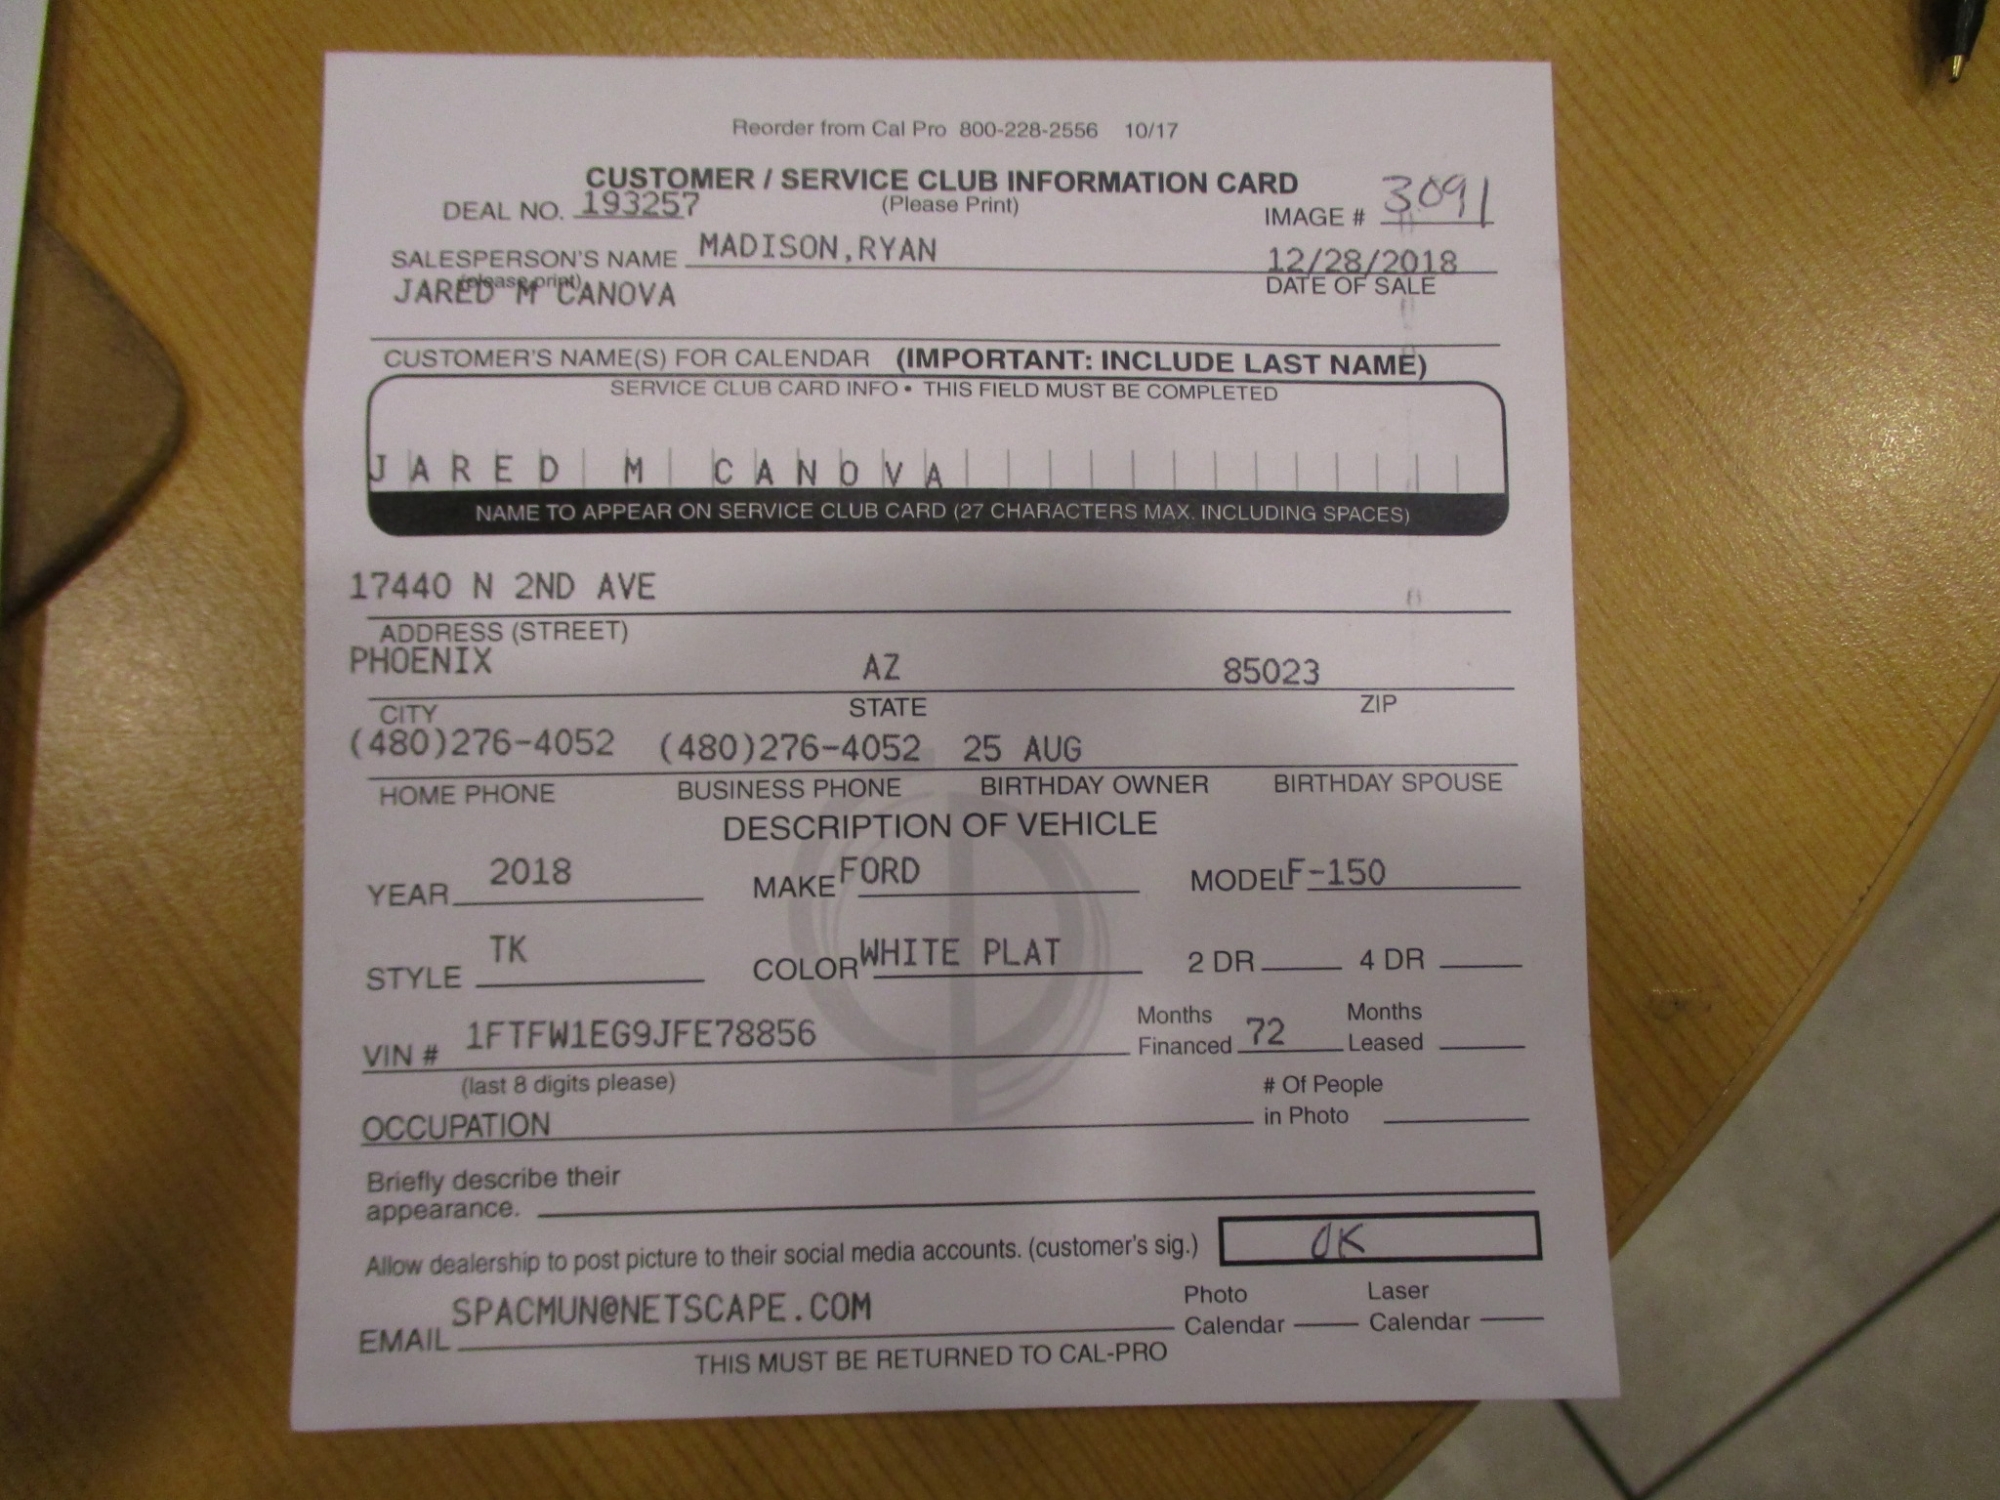 Reorder from Cal Pro 800-228-2556 10/17
CUSTOMER / SERVICE CLUB INFORMATION CARD
DEAL NO. 193257 (Please Print) IMAGE # 3091
SALESPERSON'S NAME MADISON,RYAN 12/28/2018
(please print) DATE OF SALE
JARED M CANOVA
CUSTOMER'S NAME(S) FOR CALENDAR (IMPORTANT: INCLUDE LAST NAME)
SERVICE CLUB CARD INFO • THIS FIELD MUST BE COMPLETED
JARED M CANOVA
NAME TO APPEAR ON SERVICE CLUB CARD (27 CHARACTERS MAX. INCLUDING SPACES)
17440 N 2ND AVE
ADDRESS (STREET)
PHOENIX AZ 85023
CITY STATE ZIP
(480)276-4052 (480)276-4052 25 AUG
HOME PHONE BUSINESS PHONE BIRTHDAY OWNER BIRTHDAY SPOUSE
DESCRIPTION OF VEHICLE
YEAR 2018 MAKE FORD MODEL F-150
STYLE TK COLOR WHITE PLAT 2 DR 4 DR
VIN # 1FTFW1EG9JFE78856 Months Financed 72 Months Leased
(last 8 digits please) # Of People
OCCUPATION in Photo
Briefly describe their
appearance.
Allow dealership to post picture to their social media accounts. (customer's sig.) OK
EMAIL SPACMUN@NETSCAPE.COM Photo Calendar Laser Calendar
THIS MUST BE RETURNED TO CAL-PRO